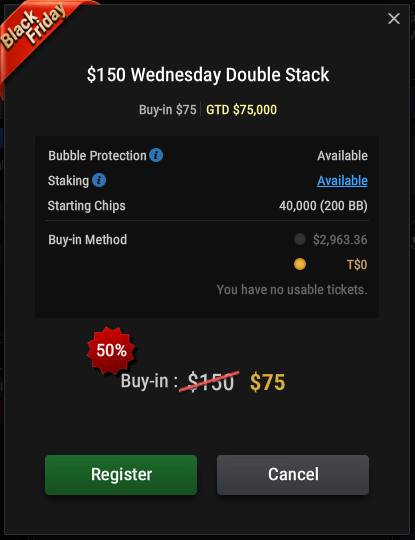 Black
Friday
$150 Wednesday Double Stack
Buy-in $75 GTD $75,000
Bubble Protection i Available
Staking i Available
Starting Chips 40,000 (200 BB)
Buy-in Method $2,963.36
T$0
You have no usable tickets.
50%
Buy-in : $150 $75
Register Cancel